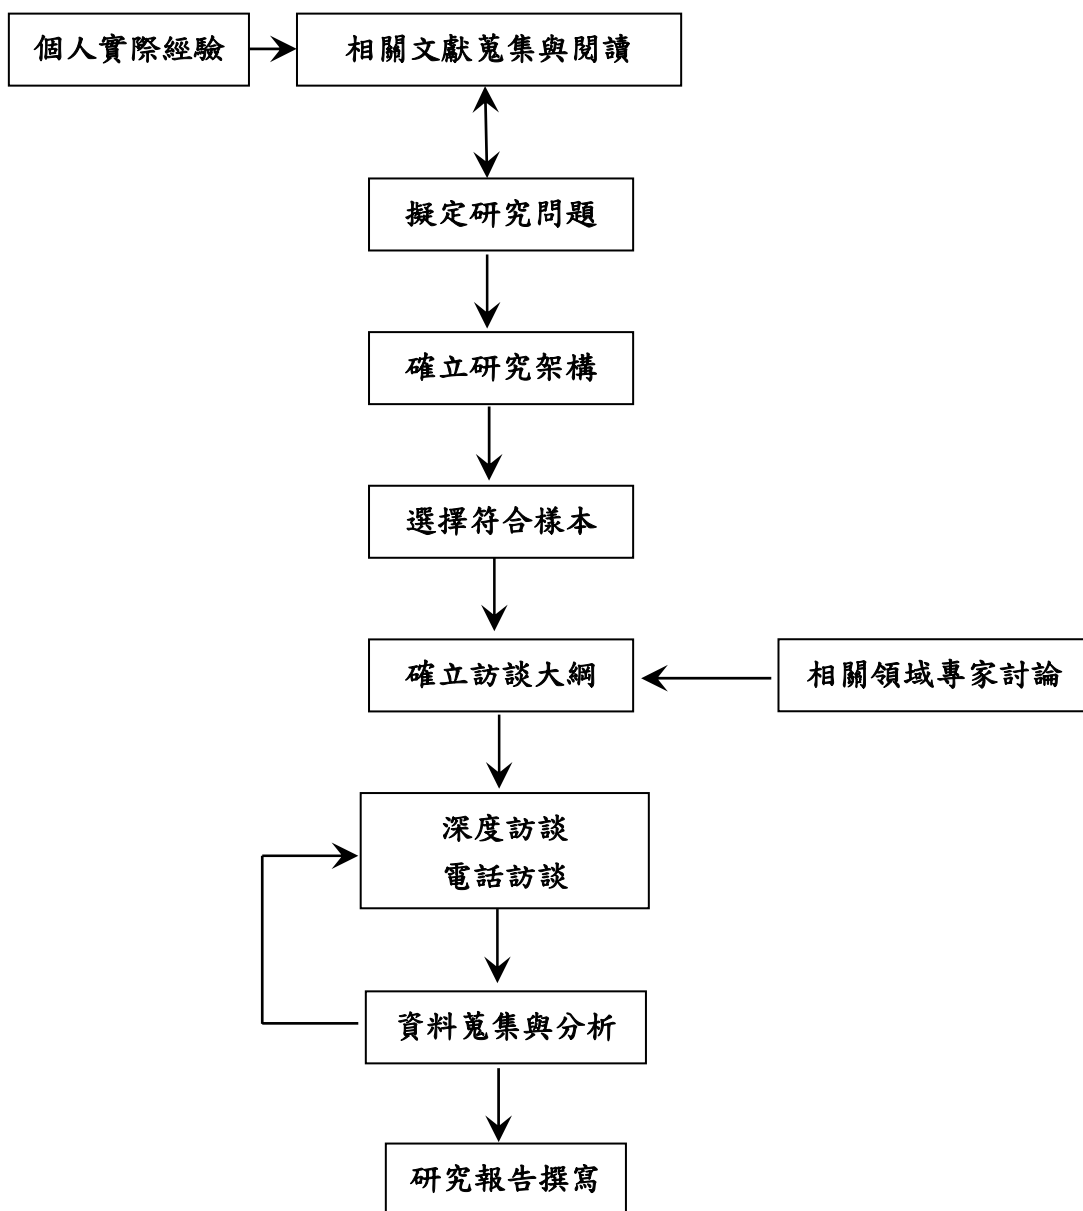 個人實際經驗
相關文獻蒐集與閱讀
擬定研究問題
確立研究架構
選擇符合樣本
確立訪談大綱
相關領域專家討論
深度訪談
電話訪談
資料蒐集與分析
研究報告撰寫